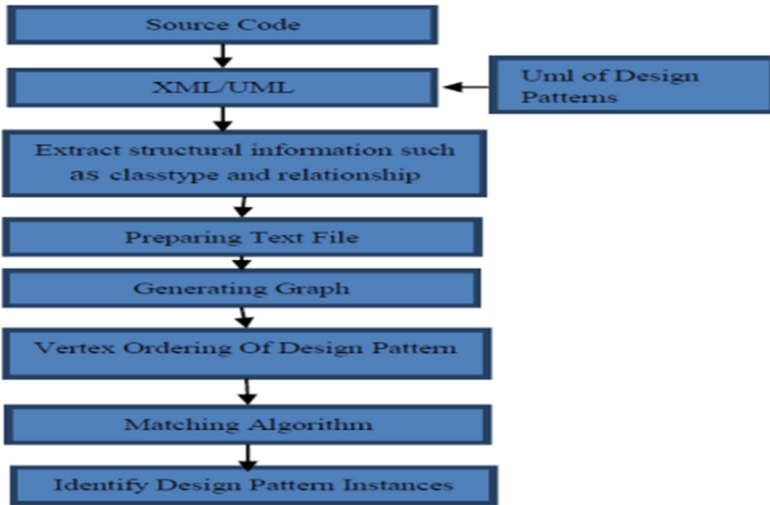 Source Code
XML/UML
Uml of Design
Patterns
Extract structural information such
as classtype and relationship
Preparing Text File
Generating Graph
Vertex Ordering Of Design Pattern
Matching Algorithm
Identify Design Pattern Instances